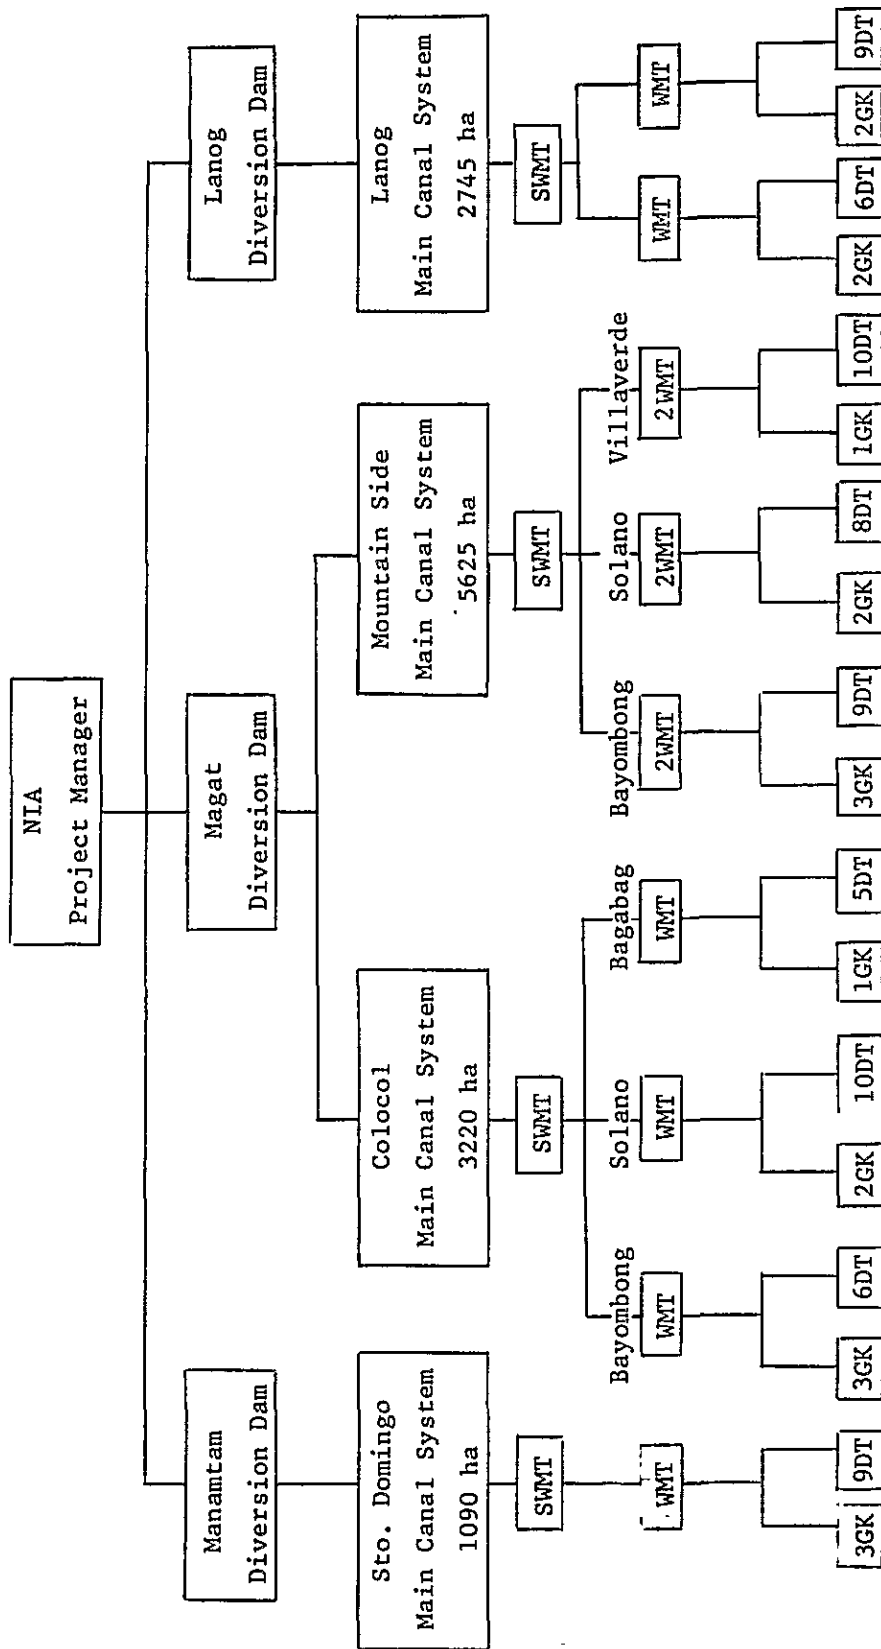 NIA
Project Manager
Manamtam
Diversion Dam
Magat
Diversion Dam
Lanog
Diversion Dam
Sto. Domingo
Main Canal System
1090 ha
Colocol
Main Canal System
3220 ha
Mountain Side
Main Canal System
5625 ha
Lanog
Main Canal System
2745 ha
SWMT
SWMT
SWMT
SWMT
Bayombong
Solano
Bagabag
Bayombong
Solano
Villaverde
WMT
WMT
WMT
WMT
2WMT
2WMT
2WMT
WMT
WMT
3GK
9DT
3GK
6DT
2GK
10DT
1GK
5DT
3GK
9DT
2GK
8DT
1GK
10DT
2GK
6DT
2GK
9DT